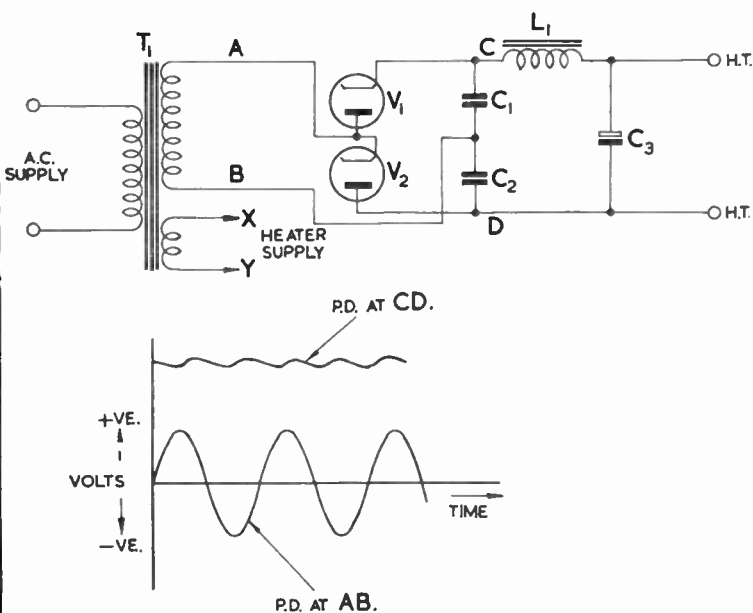 T1
A
C
L1
H.T.
V1
C1
A.C.
SUPPLY
C3
V2
B
C2
X
HEATER
SUPPLY
Y
D
H.T.
P.D. AT CD.
+VE.
VOLTS
TIME
-VE.
P.D. AT AB.